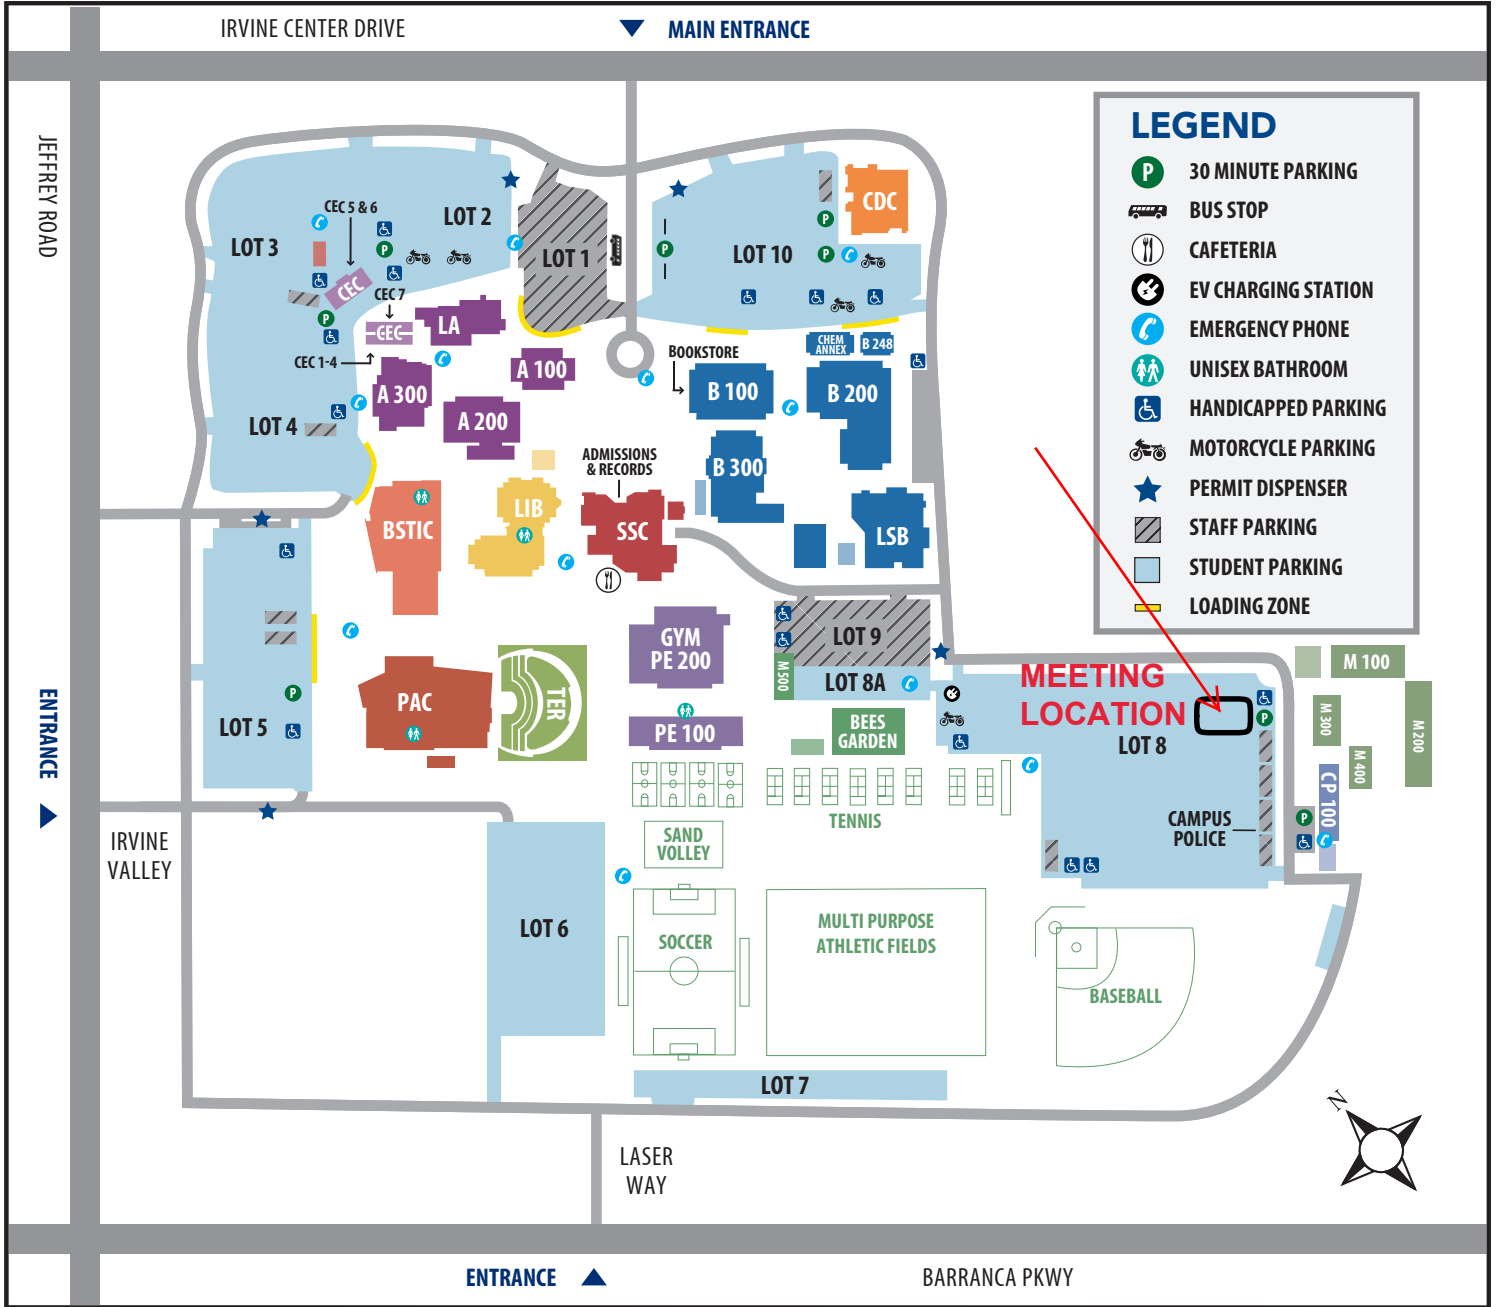 IRVINE CENTER DRIVE
MAIN ENTRANCE
JEFFREY ROAD
LEGEND
P
30 MINUTE PARKING
BUS STOP
CAFETERIA
EV CHARGING STATION
EMERGENCY PHONE
UNISEX BATHROOM
HANDICAPPED PARKING
MOTORCYCLE PARKING
PERMIT DISPENSER
STAFF PARKING
STUDENT PARKING
LOADING ZONE
CEC 5 & 6
LOT 2
LOT 3
P
CEC
CEC 7
P
CEC
CEC 1-4
LA
LOT 1
P
LOT 10
P
P
CDC
A 100
A 300
A 200
LOT 4
BOOKSTORE
B 100
CHEM
ANNEX
B 248
B 200
B 300
ADMISSIONS
& RECORDS
SSC
LIB
BSTIC
LSB
LOT 9
LOT 8A
M 500
GYM
PE 200
PE 100
BEES
GARDEN
PAC
TER
P
LOT 5
MEETING
LOCATION
P
LOT 8
M 100
M 300
M 200
M 400
CP 100
P
CAMPUS
POLICE
ENTRANCE
IRVINE
VALLEY
TENNIS
SAND
VOLLEY
LOT 6
SOCCER
MULTI PURPOSE
ATHLETIC FIELDS
BASEBALL
LOT 7
N
LASER
WAY
ENTRANCE
BARRANCA PKWY